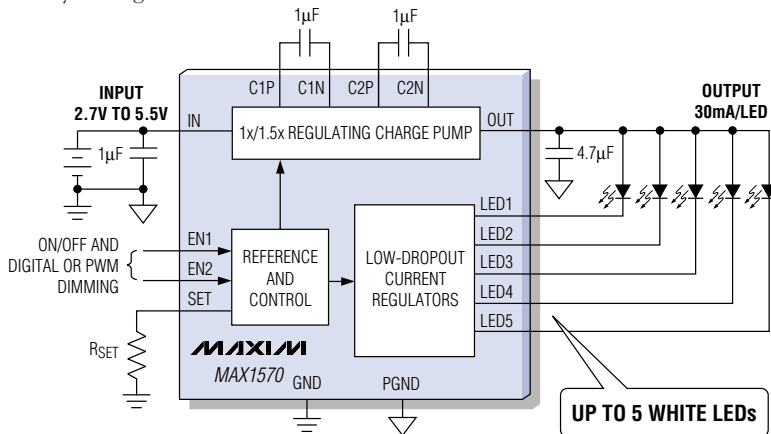 1µF
1µF
C1P C1N C2P C2N
INPUT
2.7V TO 5.5V
OUTPUT
30mA/LED
IN
1x/1.5x REGULATING CHARGE PUMP
OUT
1µF
4.7µF
LED1
LED2
LED3
LED4
LED5
ON/OFF AND
DIGITAL OR PWM
DIMMING
EN1
EN2
SET
REFERENCE
AND
CONTROL
LOW-DROPOUT
CURRENT
REGULATORS
RSET
MAXIM
MAX1570
GND
PGND
UP TO 5 WHITE LEDs